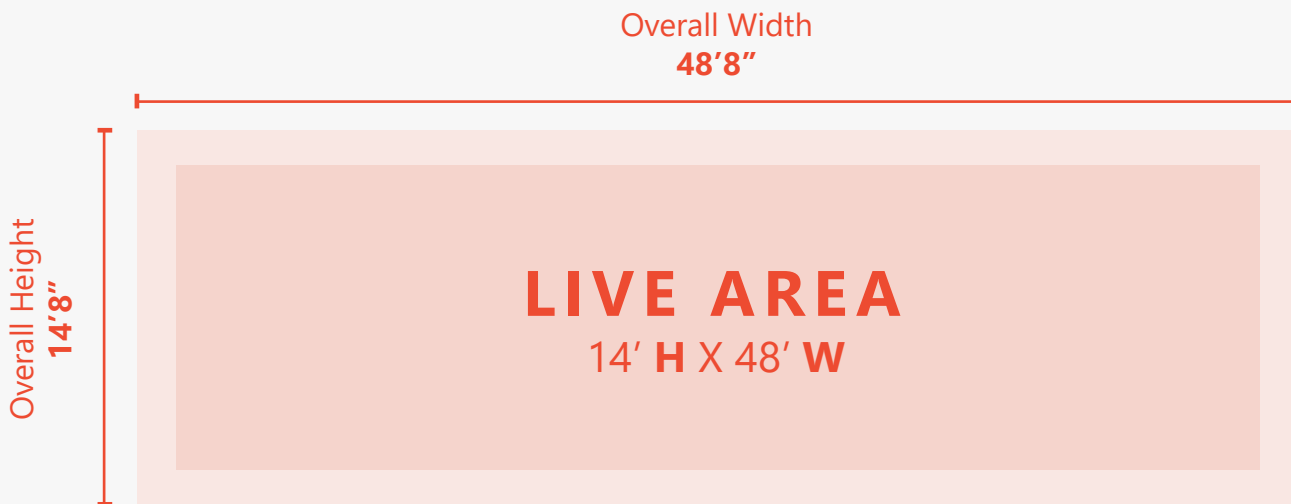 Overall Width
48’8”
Overall Height
14’8”
LIVE AREA
14’ H X 48’ W